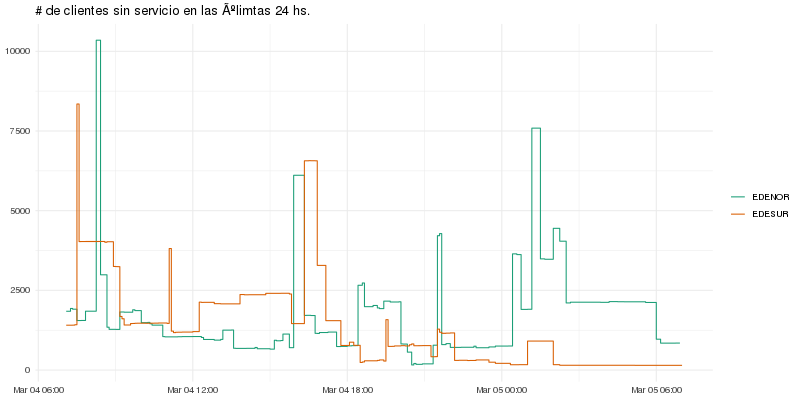 # de clientes sin servicio en las Ãºlimtas 24 hs.
10000
7500
5000
2500
0
Mar 04 06:00 Mar 04 12:00 Mar 04 18:00 Mar 05 00:00 Mar 05 06:00
EDENOR
EDESUR